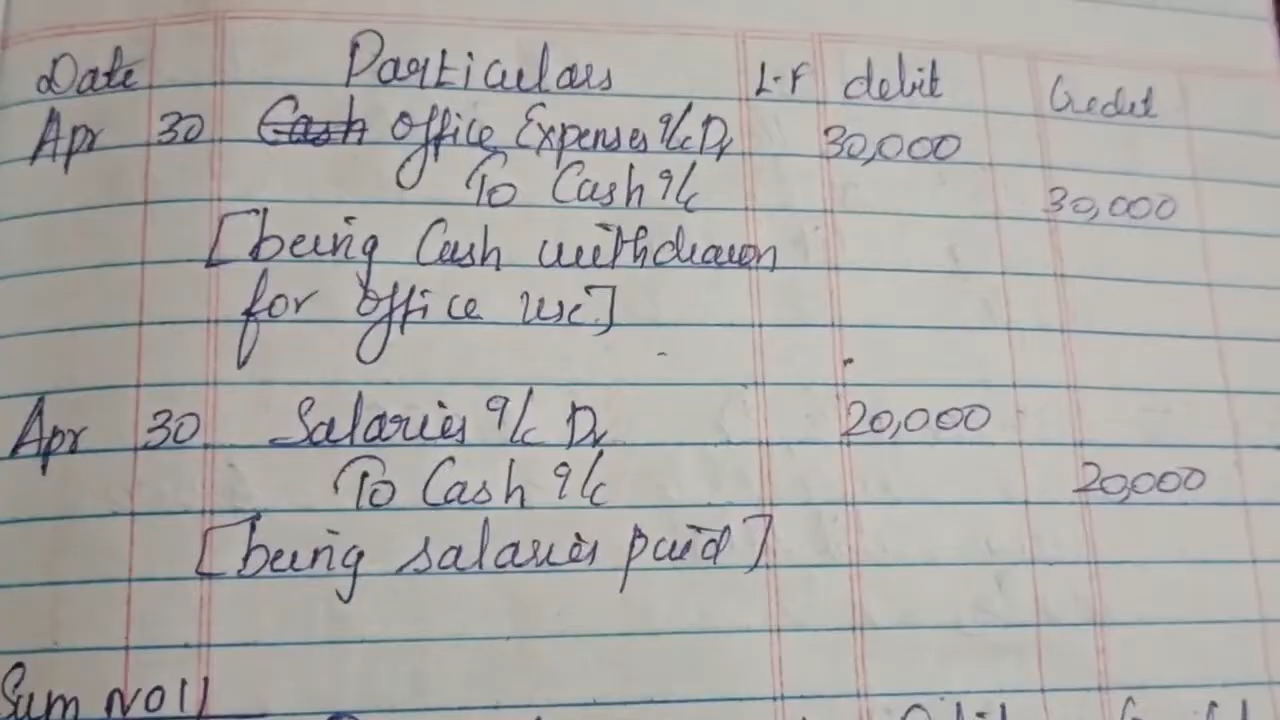 Date Particulars L.F debit Credit
Apr 30 Cash office Expenses a/c Dr 30,000
To Cash a/c 30,000
[being Cash withdrawn
for office use]
Apr 30 Salaries a/c Dr 20,000
To Cash a/c 20,000
[being salaries paid]
Sum No 11